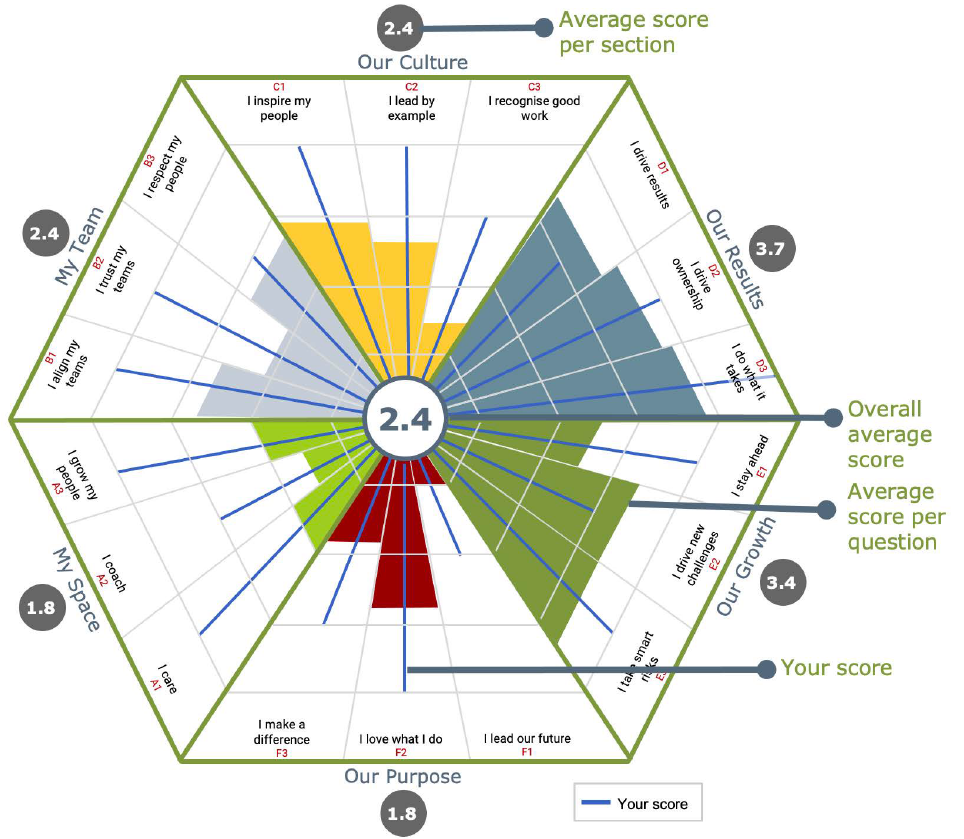 2.4
Average score
per section
Our Culture
C1
I inspire my
people
C2
I lead by
example
C3
I recognise good
work
My Team
2.4
B3
I respect my
people
B2
I trust my
teams
B1
I align my
teams
Our Results
3.7
D1
I drive results
D2
I drive
ownership
D3
I do what it
takes
2.4
Overall
average
score
Average
score per
question
My Space
1.8
I grow my
people
A3
I coach
A2
I care
A1
Our Growth
3.4
I stay ahead
E1
I drive new
challenges
E2
I take smart
risks
Your score
I make a
difference
F3
I love what I do
F2
I lead our future
F1
Our Purpose
1.8
Your score